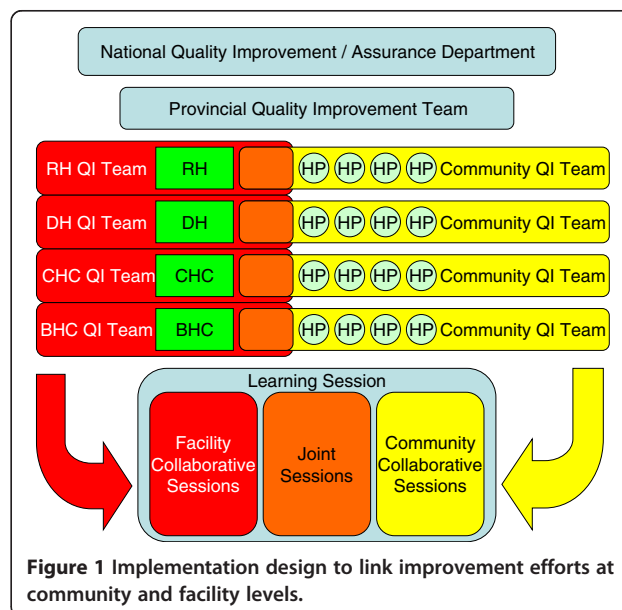 National Quality Improvement / Assurance Department
Provincial Quality Improvement Team
RH QI Team RH HP HP HP HP Community QI Team
DH QI Team DH HP HP HP HP Community QI Team
CHC QI Team CHC HP HP HP HP Community QI Team
BHC QI Team BHC HP HP HP HP Community QI Team
Learning Session
Facility
Collaborative
Sessions
Joint
Sessions
Community
Collaborative
Sessions
Figure 1 Implementation design to link improvement efforts at
community and facility levels.